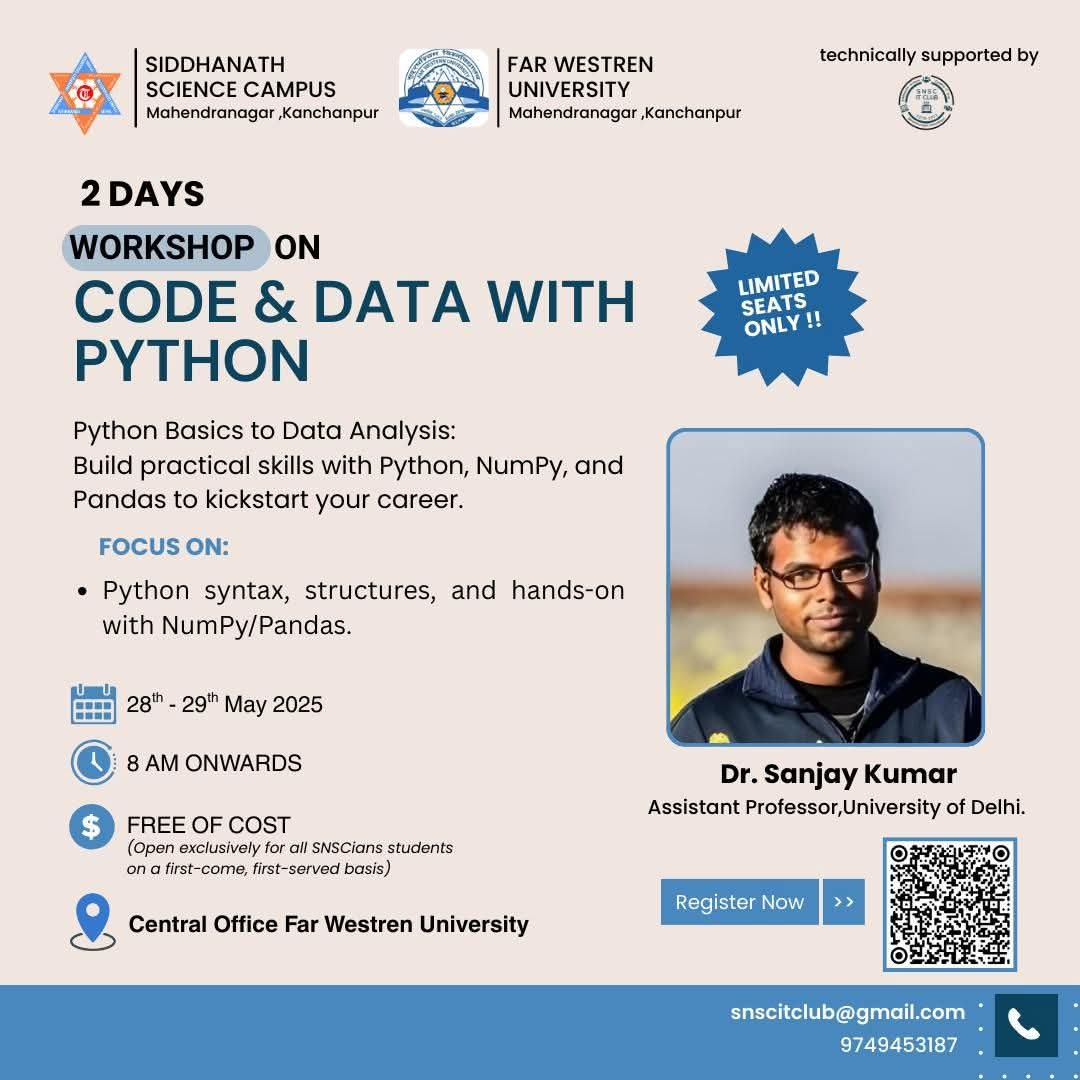 SIDDHANATH
SCIENCE CAMPUS
Mahendranagar ,Kanchanpur
FAR WESTREN
UNIVERSITY
Mahendranagar ,Kanchanpur
technically supported by
SNSC
IT CLUB
2 DAYS
WORKSHOP ON
CODE & DATA WITH
PYTHON
LIMITED
SEATS
ONLY !!
Python Basics to Data Analysis:
Build practical skills with Python, NumPy, and
Pandas to kickstart your career.
FOCUS ON:
• Python syntax, structures, and hands-on
with NumPy/Pandas.
28th - 29th May 2025
8 AM ONWARDS
FREE OF COST
(Open exclusively for all SNSCians students
on a first-come, first-served basis)
Central Office Far Westren University
Dr. Sanjay Kumar
Assistant Professor,University of Delhi.
Register Now >>
snscitclub@gmail.com
9749453187